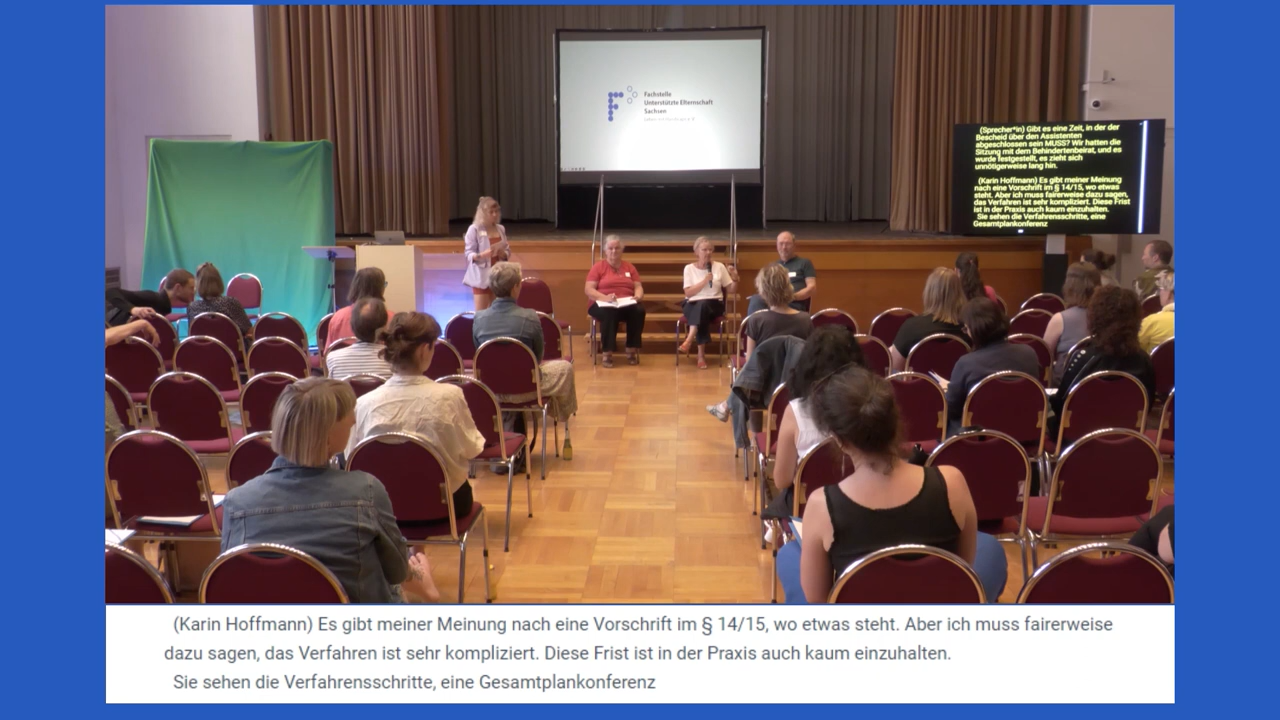 Fachstelle
Unterstützte Elternschaft
Sachsen
(Sprecher*in) Gibt es eine Zeit, in der der
Bescheid über den Assistenten
abgeschlossen sein MUSS? Wir hatten die
Sitzung mit dem Behindertenbeirat, und es
wurde festgestellt, es zieht sich
unnötigerweise lang hin.
(Karin Hoffmann) Es gibt meiner Meinung
nach eine Vorschrift im § 14/15, wo etwas
steht. Aber ich muss fairerweise dazu sagen,
das Verfahren ist sehr kompliziert. Diese Frist
ist in der Praxis auch kaum einzuhalten.
Sie sehen die Verfahrensschritte, eine
Gesamtplankonferenz
(Karin Hoffmann) Es gibt meiner Meinung nach eine Vorschrift im § 14/15, wo etwas steht. Aber ich muss fairerweise
dazu sagen, das Verfahren ist sehr kompliziert. Diese Frist ist in der Praxis auch kaum einzuhalten.
Sie sehen die Verfahrensschritte, eine Gesamtplankonferenz